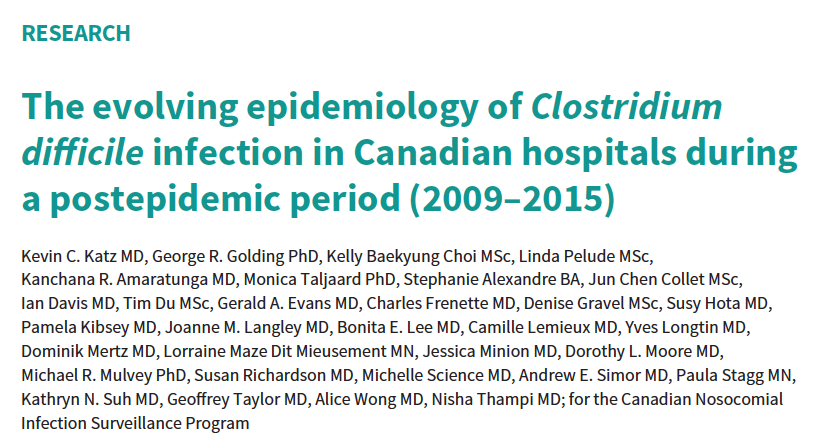 RESEARCH
The evolving epidemiology of Clostridium
difficile infection in Canadian hospitals during
a postepidemic period (2009–2015)
Kevin C. Katz MD, George R. Golding PhD, Kelly Baekyung Choi MSc, Linda Pelude MSc,
Kanchana R. Amaratunga MD, Monica Taljaard PhD, Stephanie Alexandre BA, Jun Chen Collet MSc,
Ian Davis MD, Tim Du MSc, Gerald A. Evans MD, Charles Frenette MD, Denise Gravel MSc, Susy Hota MD,
Pamela Kibsey MD, Joanne M. Langley MD, Bonita E. Lee MD, Camille Lemieux MD, Yves Longtin MD,
Dominik Mertz MD, Lorraine Maze Dit Mieusement MN, Jessica Minion MD, Dorothy L. Moore MD,
Michael R. Mulvey PhD, Susan Richardson MD, Michelle Science MD, Andrew E. Simor MD, Paula Stagg MN,
Kathryn N. Suh MD, Geoffrey Taylor MD, Alice Wong MD, Nisha Thampi MD; for the Canadian Nosocomial
Infection Surveillance Program